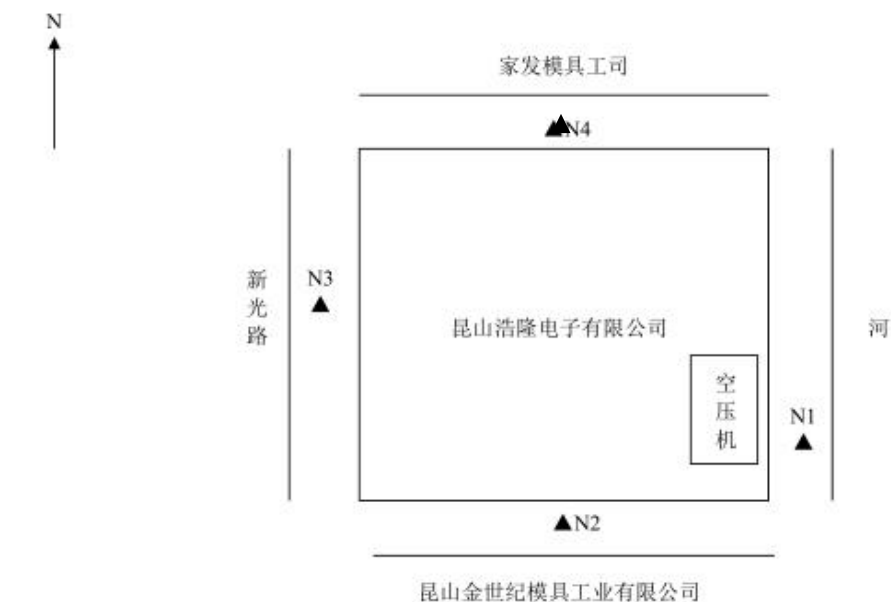 N
家发模具工司
N4
新光路
N3
昆山浩隆电子有限公司
空压机
N1
河
N2
昆山金世纪模具工业有限公司